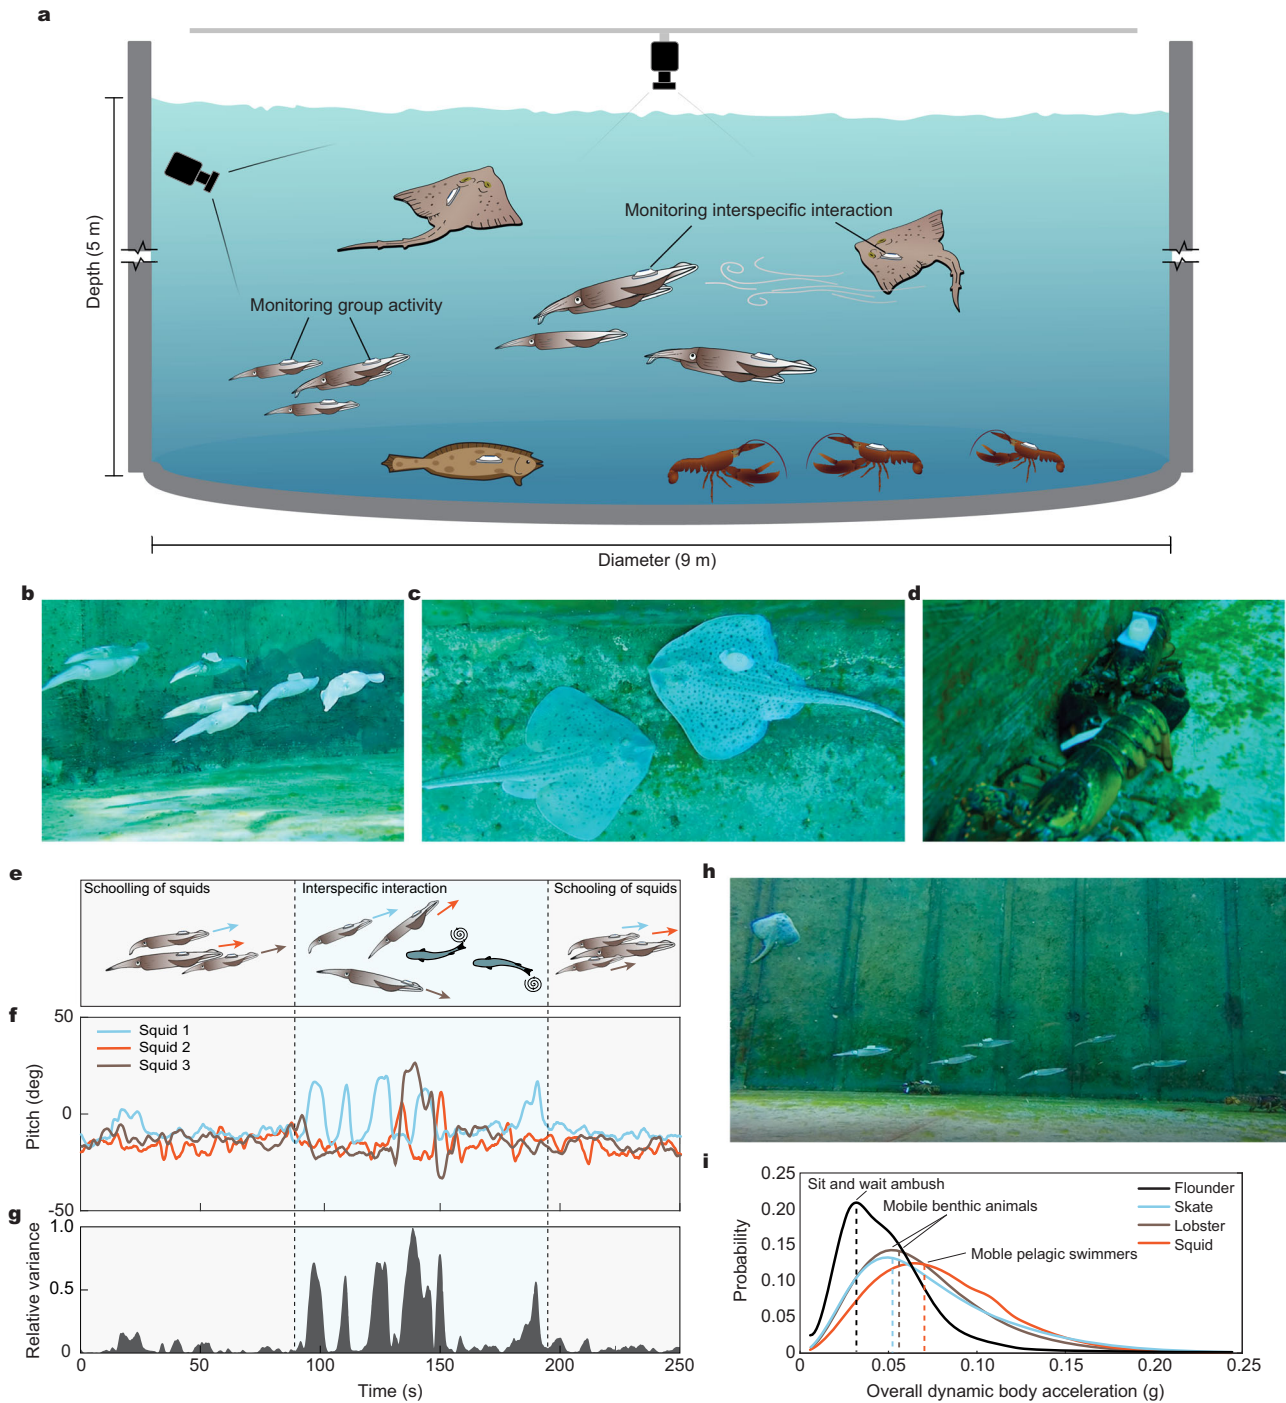 a
Depth (5 m)
Monitoring interspecific interaction
Monitoring group activity
Diameter (9 m)
b
c
d
e
Schoolling of squids
Interspecific interaction
Schooling of squids
f
50
0
-50
Pitch (deg)
Squid 1
Squid 2
Squid 3
g
1.0
0.5
0
Relative variance
0
50
100
150
200
250
Time (s)
h
i
Sit and wait ambush
Mobile benthic animals
Moble pelagic swimmers
Flounder
Skate
Lobster
Squid
0.25
0.20
0.15
0.10
0.05
0
Probability
0
0.05
0.10
0.15
0.20
0.25
Overall dynamic body acceleration (g)